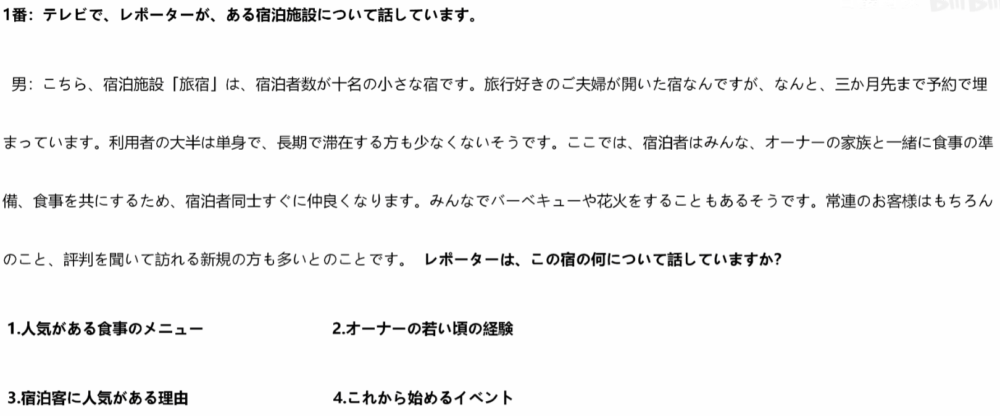 1番：テレビで、レポーターが、ある宿泊施設について話しています。
男：こちら、宿泊施設「旅宿」は、宿泊者数が十名の小さな宿です。旅行好きのご夫婦が開いた宿なんですが、なんと、三か月先まで予約で埋
まっています。利用者の大半は単身で、長期で滞在する方も少なくないそうです。ここでは、宿泊者はみんな、オーナーの家族と一緒に食事の準
備、食事を共にするため、宿泊者同士すぐに仲良くなります。みんなでバーベキューや花火をすることもあるそうです。常連のお客様はもちろん
のこと、評判を聞いて訪れる新規の方も多いとのことです。 レポーターは、この宿の何について話していますか？
1.人気がある食事のメニュー 2.オーナーの若い頃の経験
3.宿泊客に人気がある理由 4.これから始めるイベント